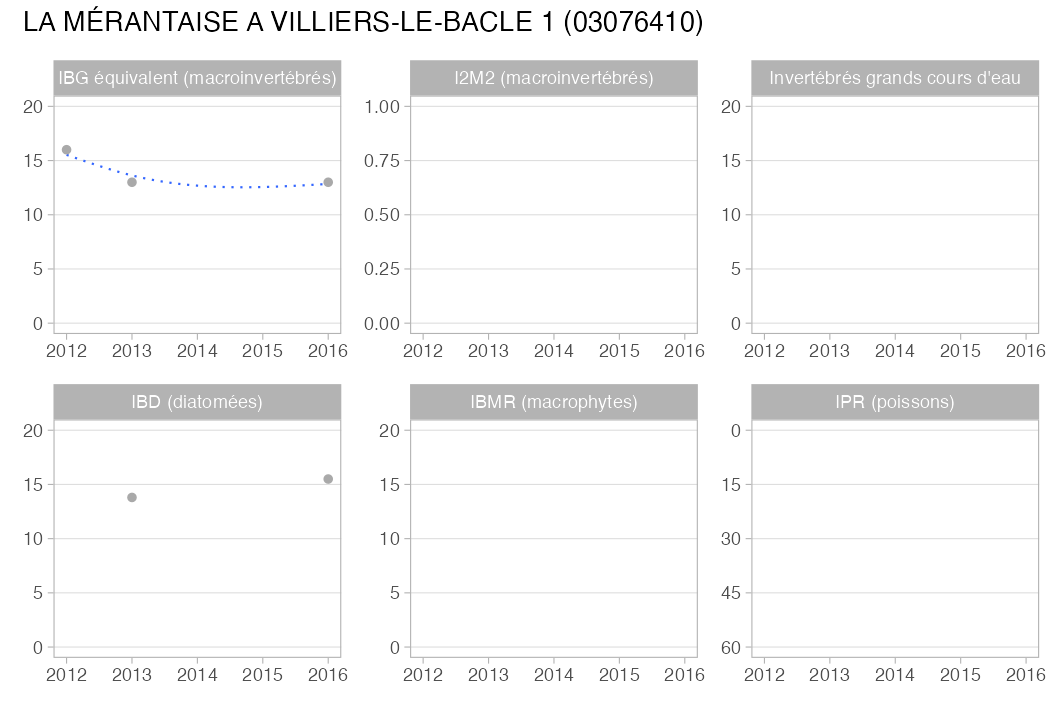 LA MÉRANTAISE A VILLIERS-LE-BACLE 1 (03076410)
IBG équivalent (macroinvertébrés)
20
15
10
5
0
2012 2013 2014 2015 2016
I2M2 (macroinvertébrés)
1.00
0.75
0.50
0.25
0.00
2012 2013 2014 2015 2016
Invertébrés grands cours d'eau
20
15
10
5
0
2012 2013 2014 2015 2016
IBD (diatomées)
20
15
10
5
0
2012 2013 2014 2015 2016
IBMR (macrophytes)
20
15
10
5
0
2012 2013 2014 2015 2016
IPR (poissons)
0
15
30
45
60
2012 2013 2014 2015 2016